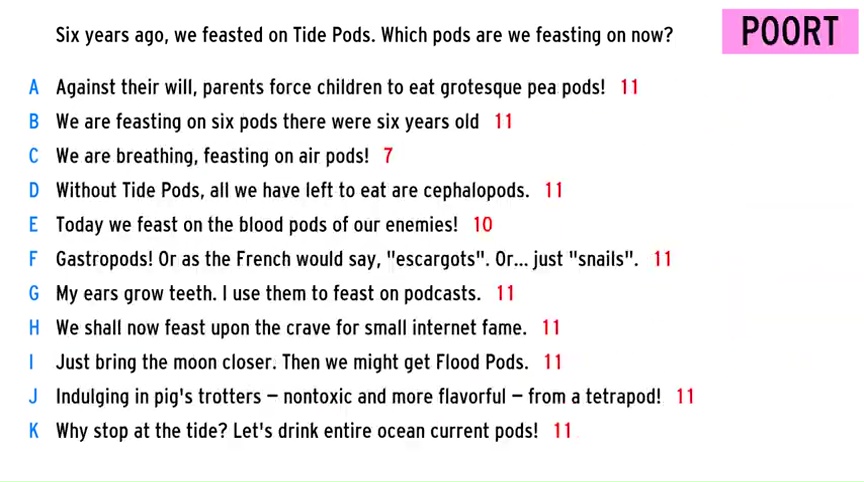 Six years ago, we feasted on Tide Pods. Which pods are we feasting on now?
POORT
A Against their will, parents force children to eat grotesque pea pods! 11
B We are feasting on six pods there were six years old 11
C We are breathing, feasting on air pods! 7
D Without Tide Pods, all we have left to eat are cephalopods. 11
E Today we feast on the blood pods of our enemies! 10
F Gastropods! Or as the French would say, "escargots". Or... just "snails". 11
G My ears grow teeth. I use them to feast on podcasts. 11
H We shall now feast upon the crave for small internet fame. 11
I Just bring the moon closer. Then we might get Flood Pods. 11
J Indulging in pig's trotters – nontoxic and more flavorful – from a tetrapod! 11
K Why stop at the tide? Let's drink entire ocean current pods! 11